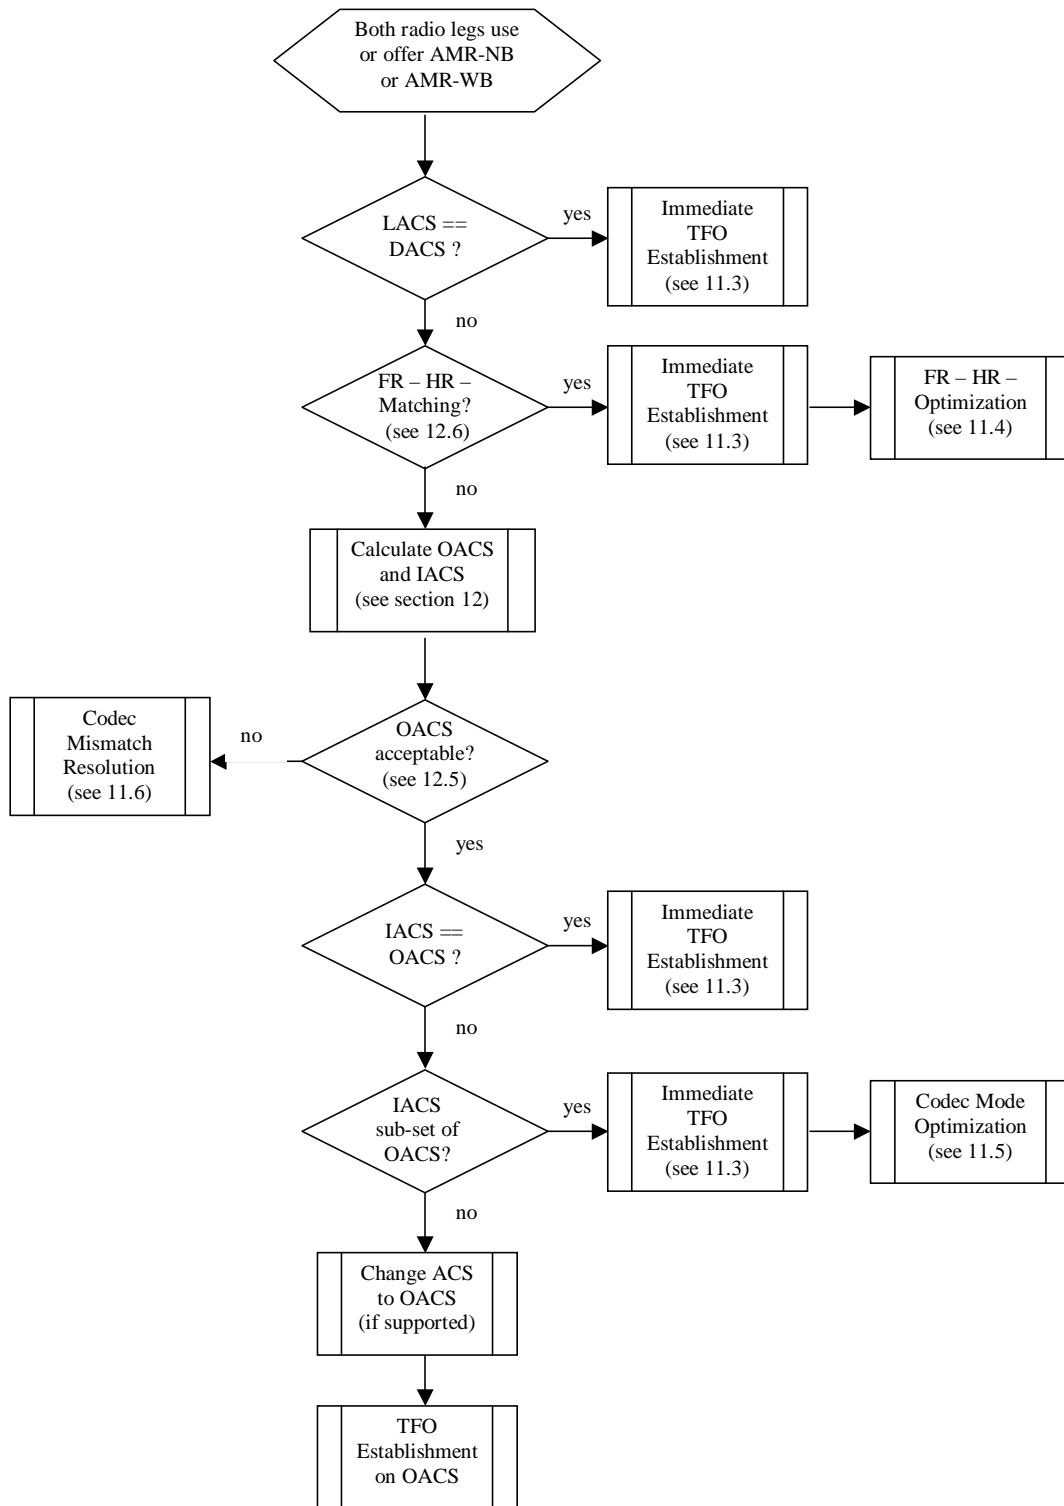 Both radio legs use
or offer AMR-NB
or AMR-WB
LACS ==
DACS ?
yes
Immediate
TFO
Establishment
(see 11.3)
no
FR – HR –
Matching?
(see 12.6)
yes
Immediate
TFO
Establishment
(see 11.3)
FR – HR –
Optimization
(see 11.4)
no
Calculate OACS
and IACS
(see section 12)
OACS
acceptable?
(see 12.5)
no
Codec
Mismatch
Resolution
(see 11.6)
yes
IACS ==
OACS ?
yes
Immediate
TFO
Establishment
(see 11.3)
no
IACS
sub-set of
OACS?
yes
Immediate
TFO
Establishment
(see 11.3)
Codec Mode
Optimization
(see 11.5)
no
Change ACS
to OACS
(if supported)
TFO
Establishment
on OACS